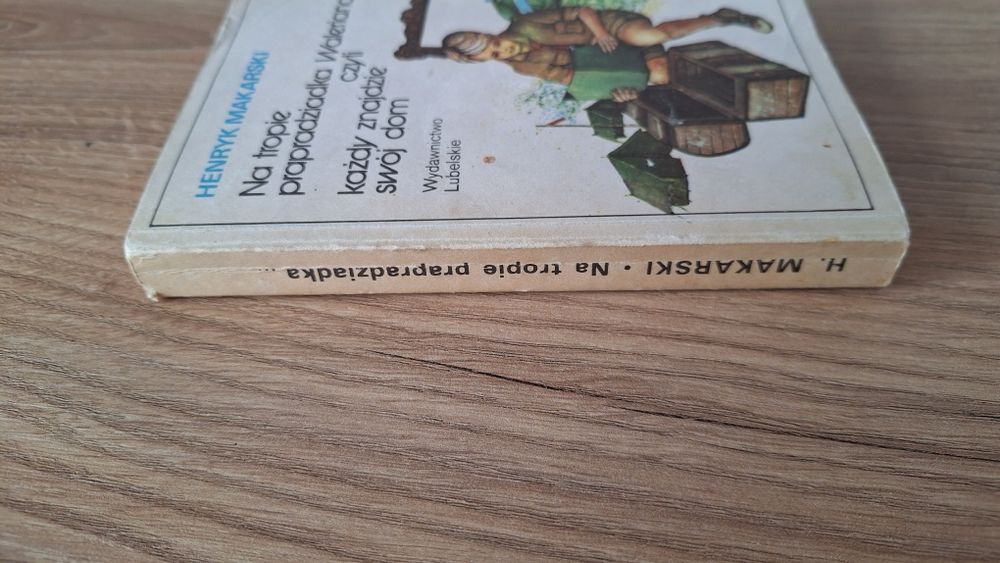 HENRYK MAKARSKI
Na tropie
prapradziadka Waleriana
czyli
każdy znajdzie
swój dom
Wydawnictwo
Lubelskie
H. MAKARSKI • Na tropie prapradziadka ...